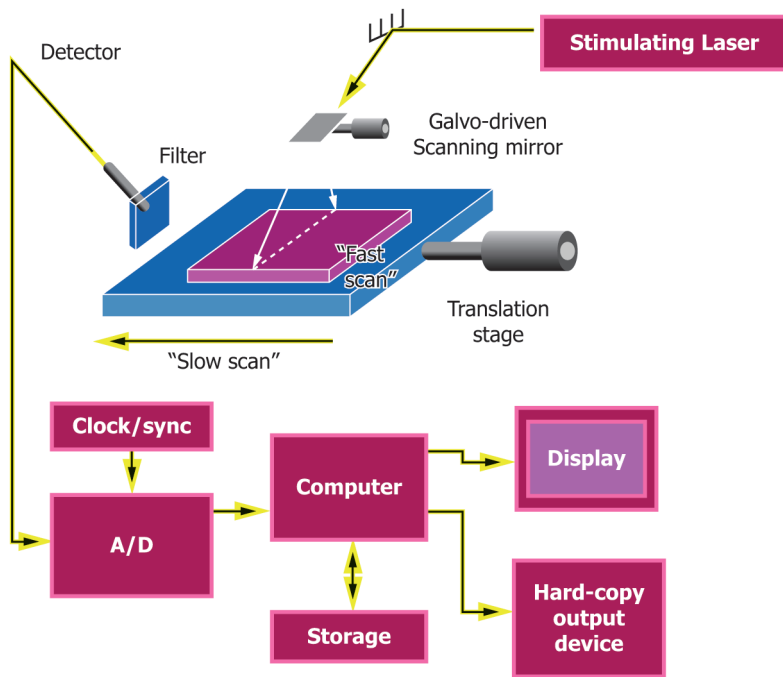 Stimulating Laser
Detector
Galvo-driven
Scanning mirror
Filter
“Fast
scan”
Translation
stage
“Slow scan”
Clock/sync
Computer
Display
A/D
Hard-copy
output
device
Storage